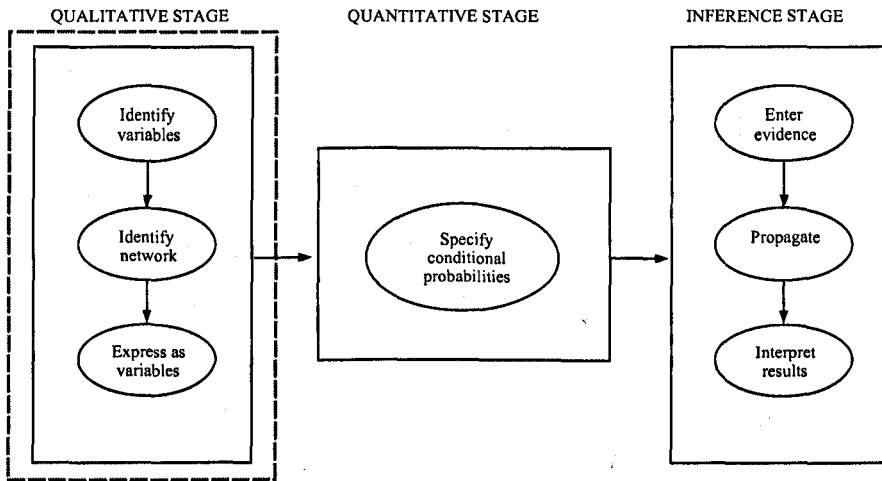 QUALITATIVE STAGE
Identify
variables
Identify
network
Express as
variables
QUANTITATIVE STAGE
Specify
conditional
probabilities
INFERENCE STAGE
Enter
evidence
Propagate
Interpret
results